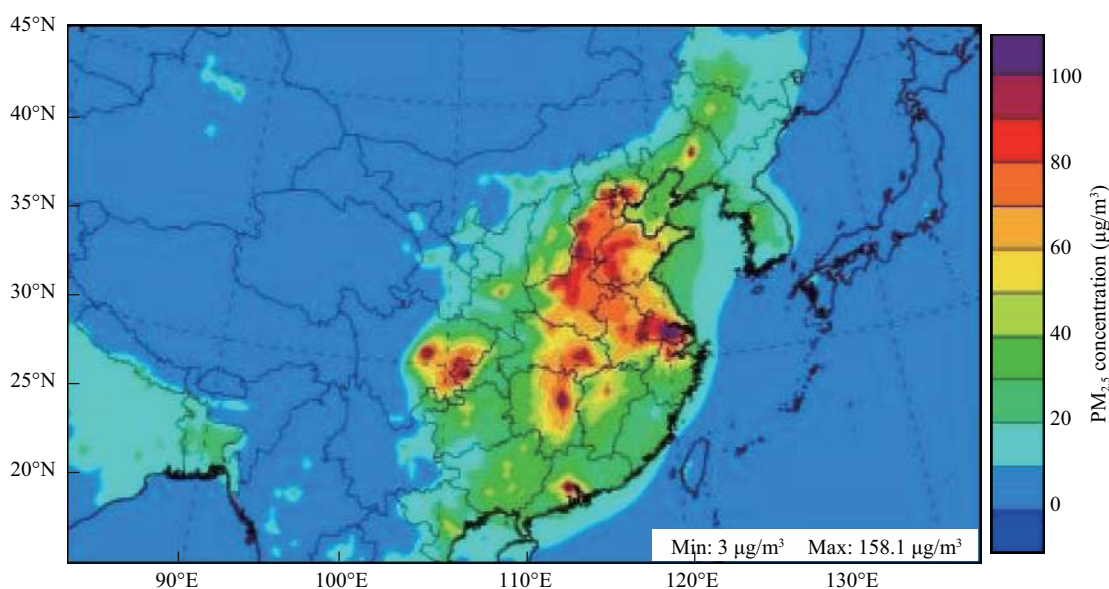 45°N
40°N
35°N
30°N
25°N
20°N
90°E 100°E 110°E 120°E 130°E
Min: 3 μg/m³ Max: 158.1 μg/m³
100
80
60
40
20
0
PM₂.₅ concentration (μg/m³)